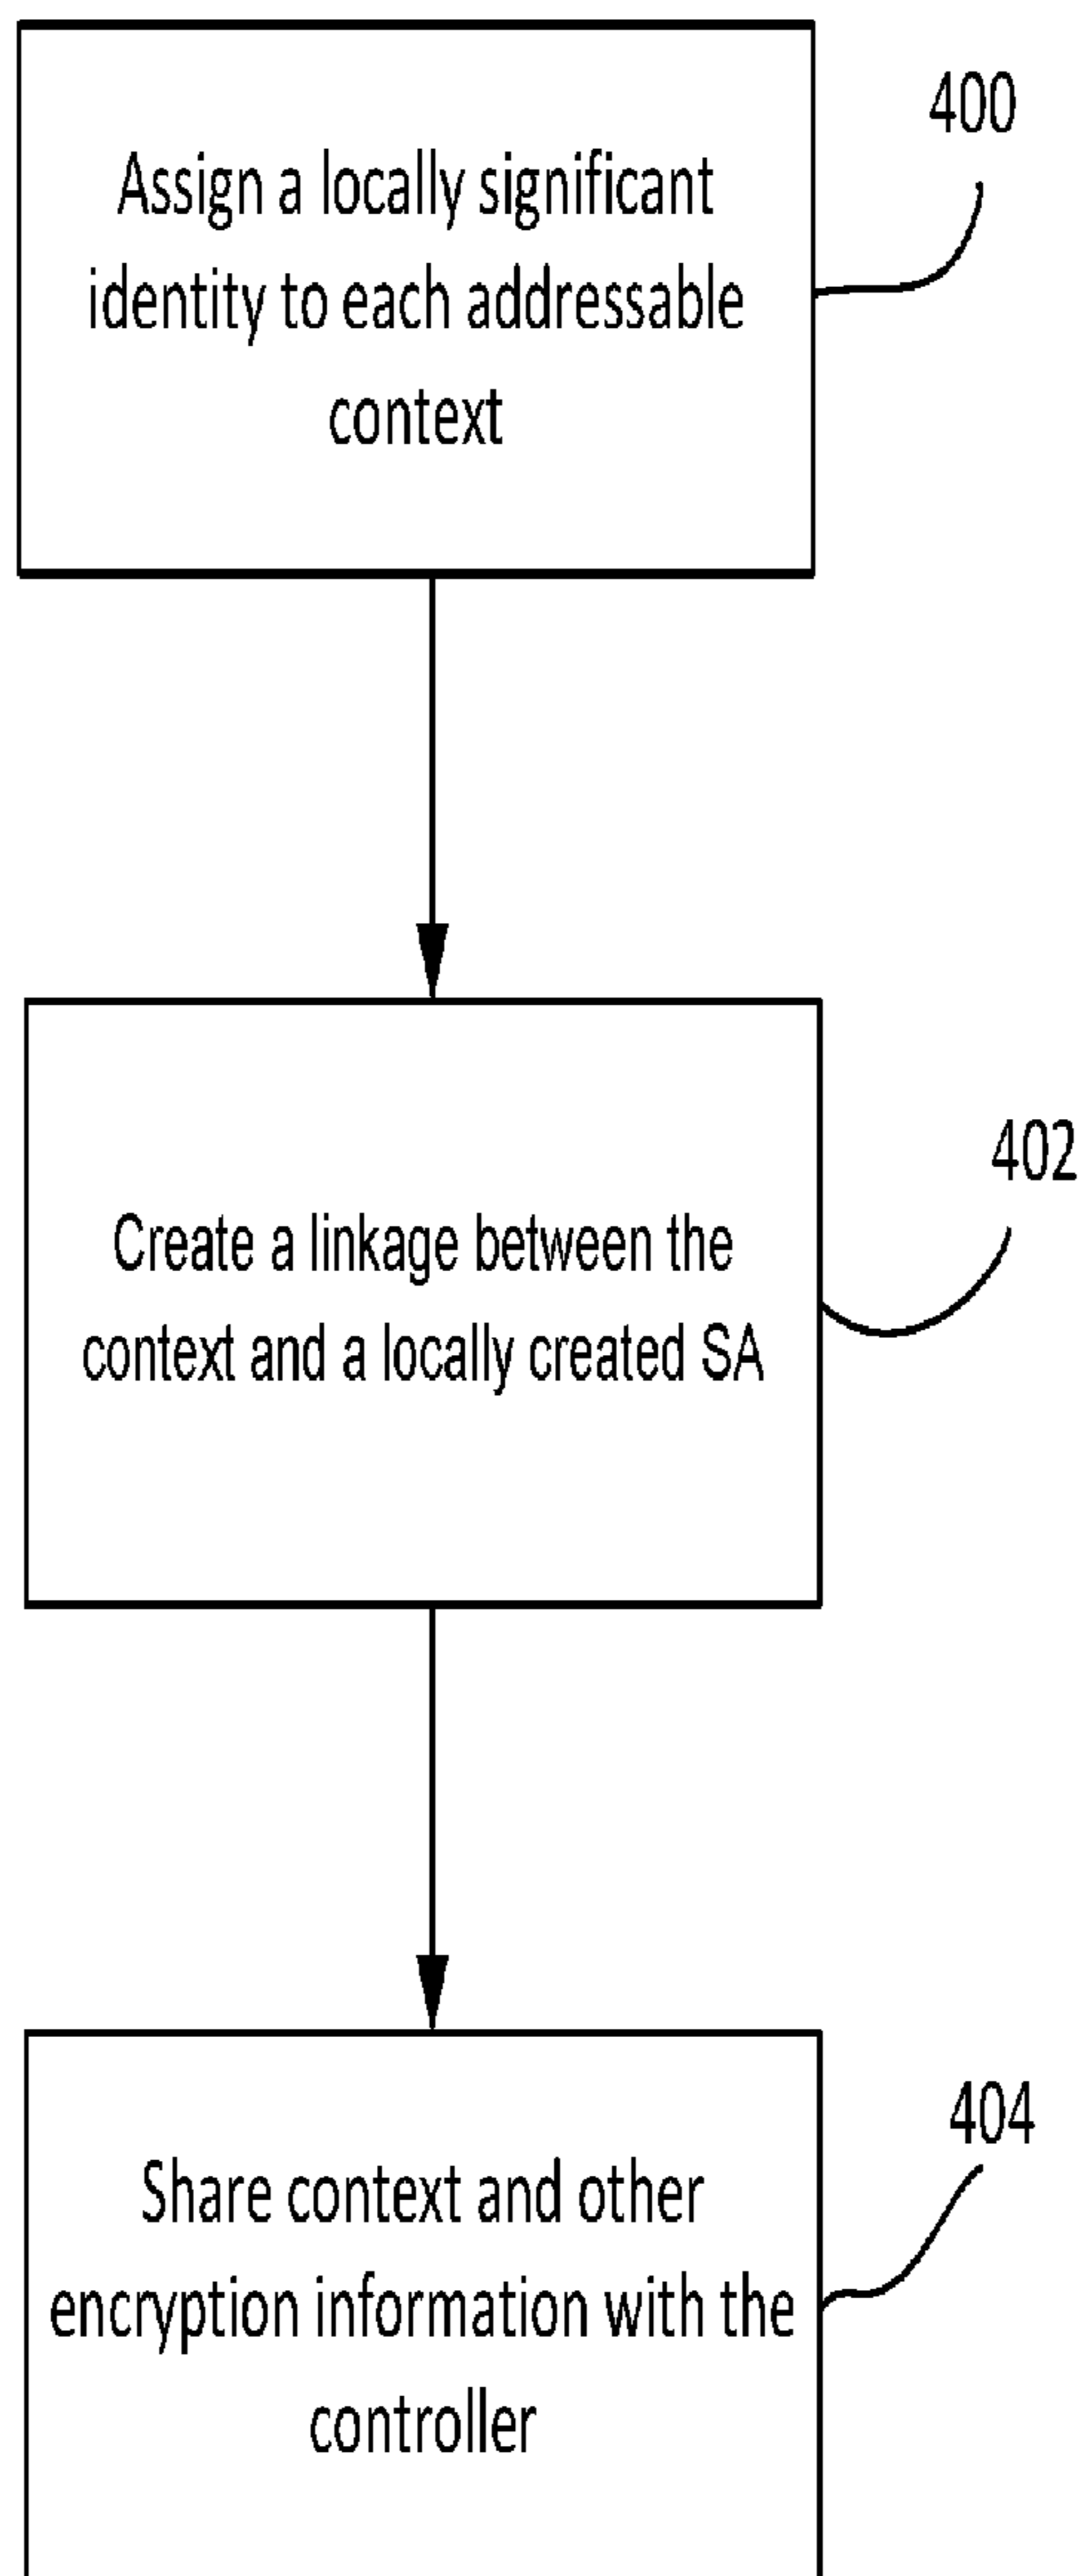 400
Assign a locally significant
identity to each addressable
context
402
Create a linkage between the
context and a locally created SA
404
Share context and other
encryption information with the
controller